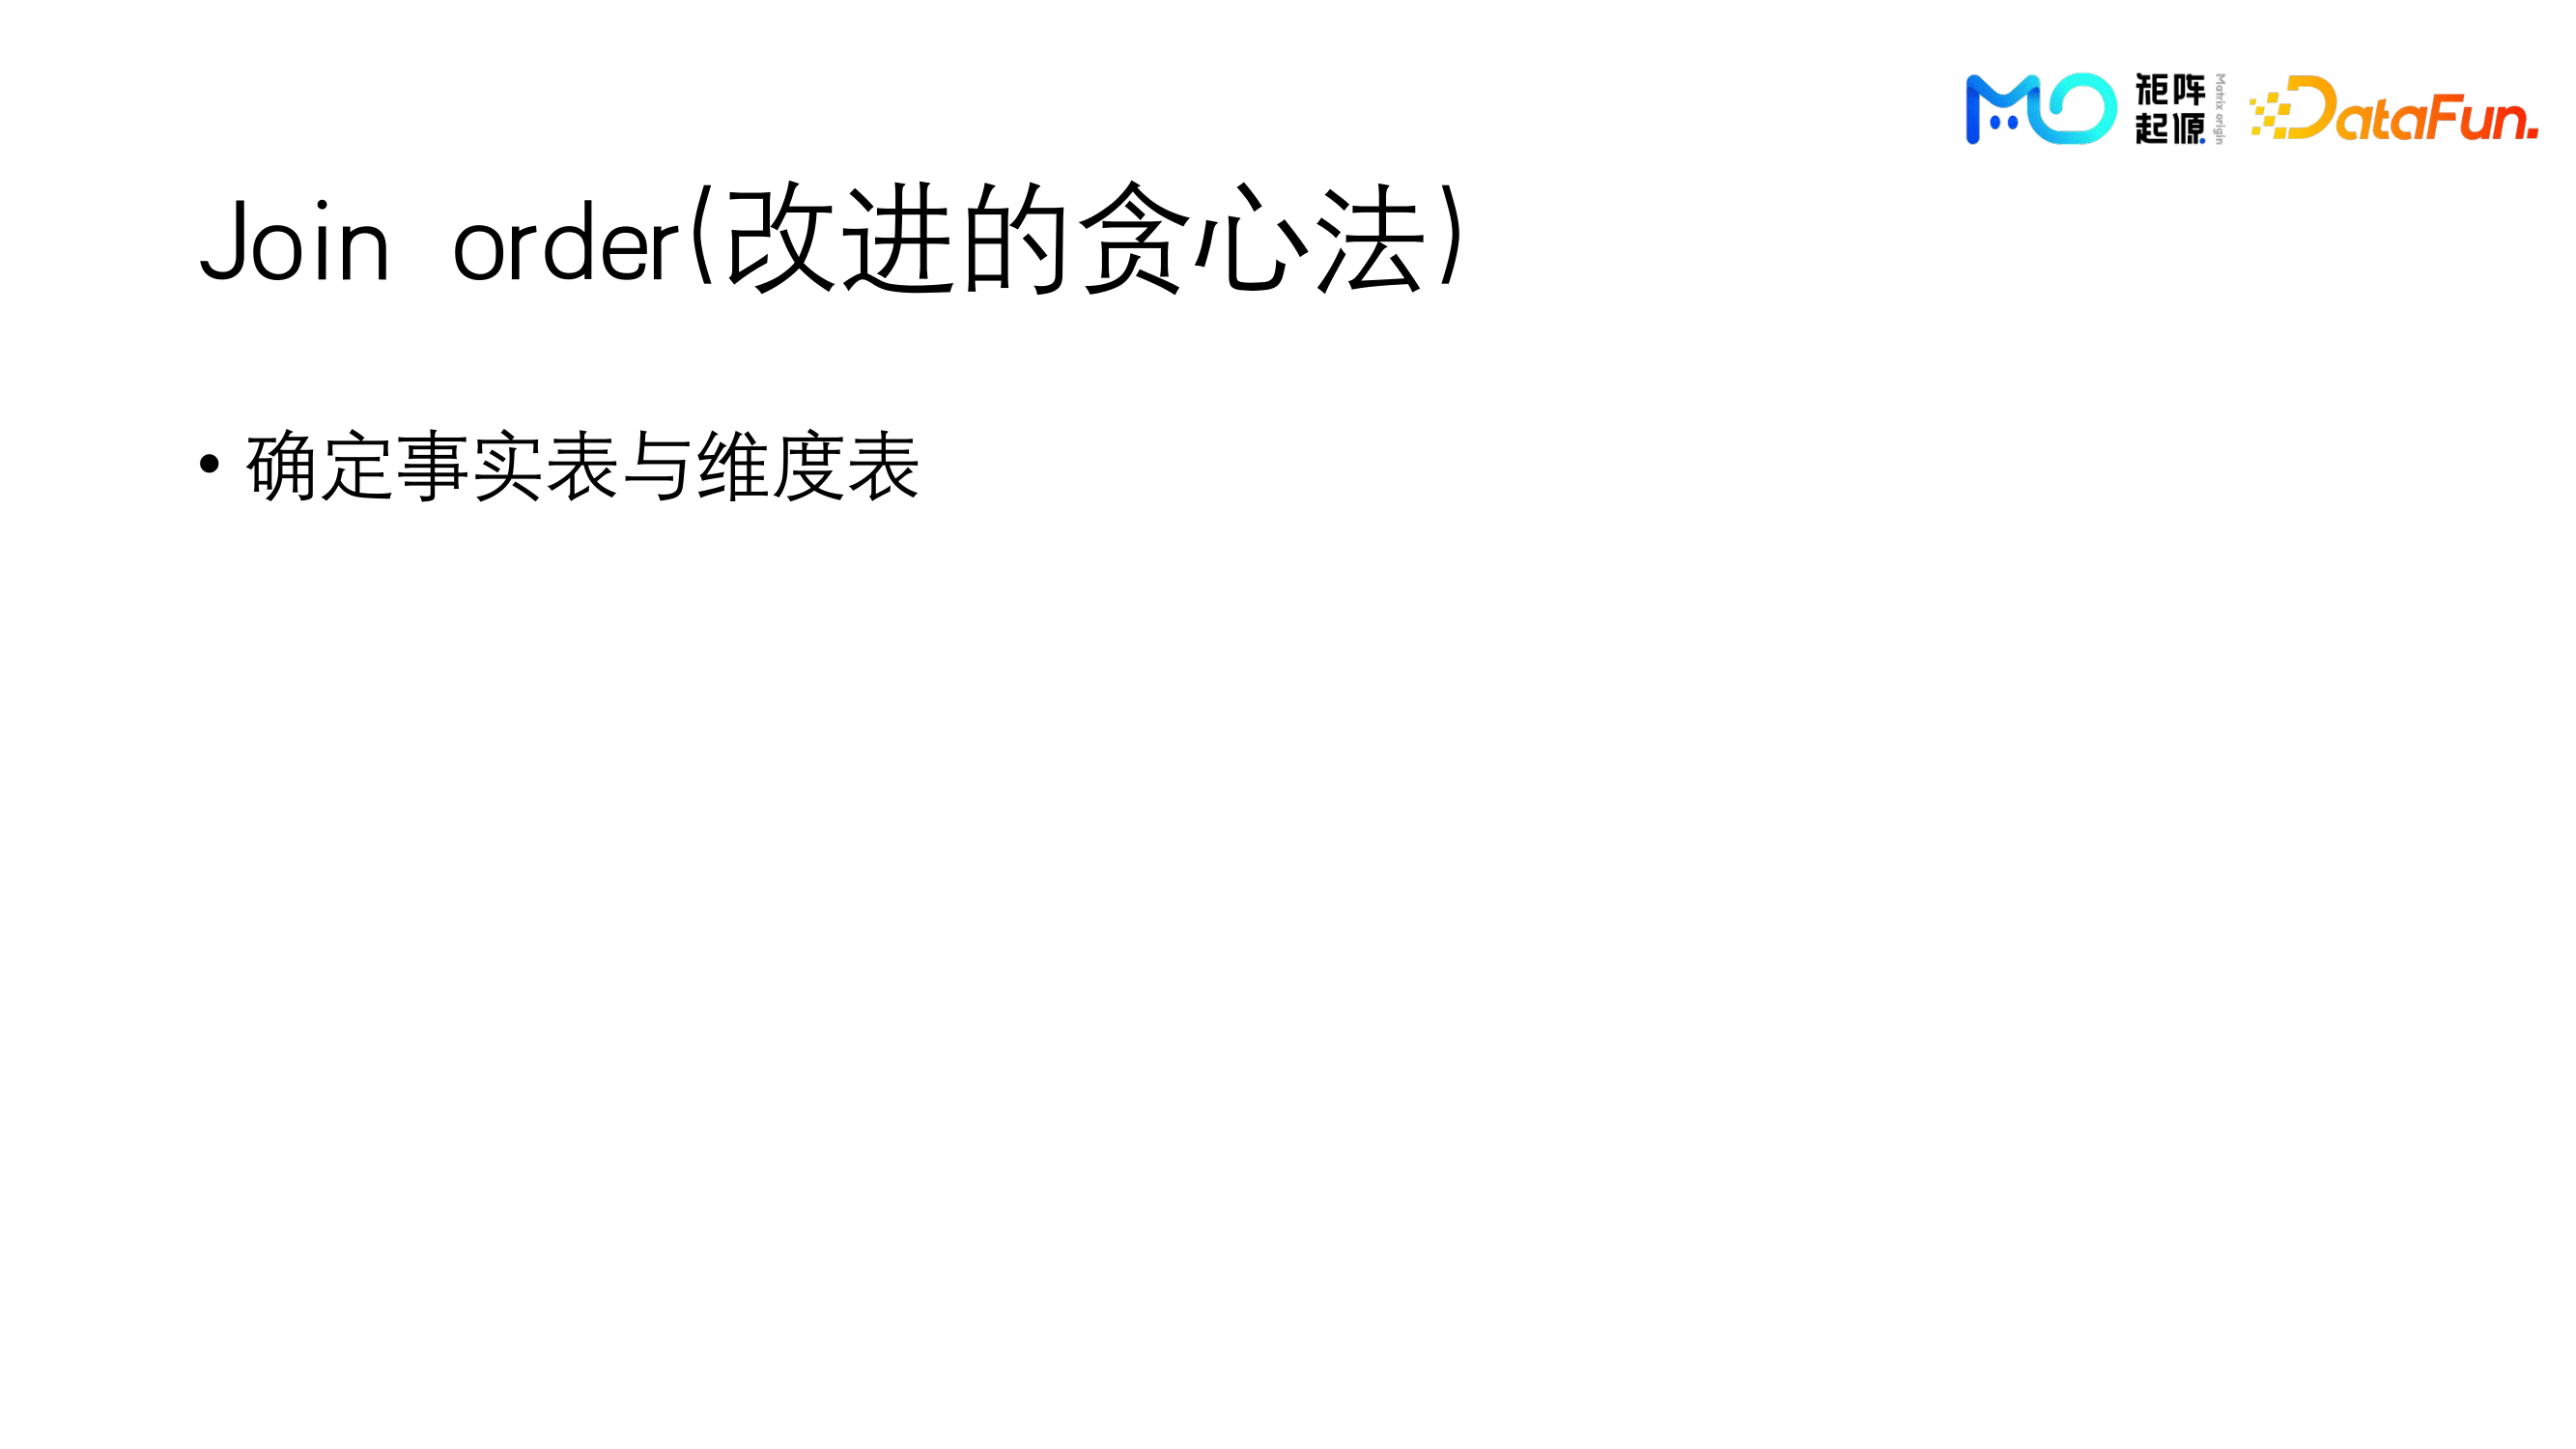 矩阵
起源
Matrix origin
DataFun.
Join order(改进的贪心法)
• 确定事实表与维度表